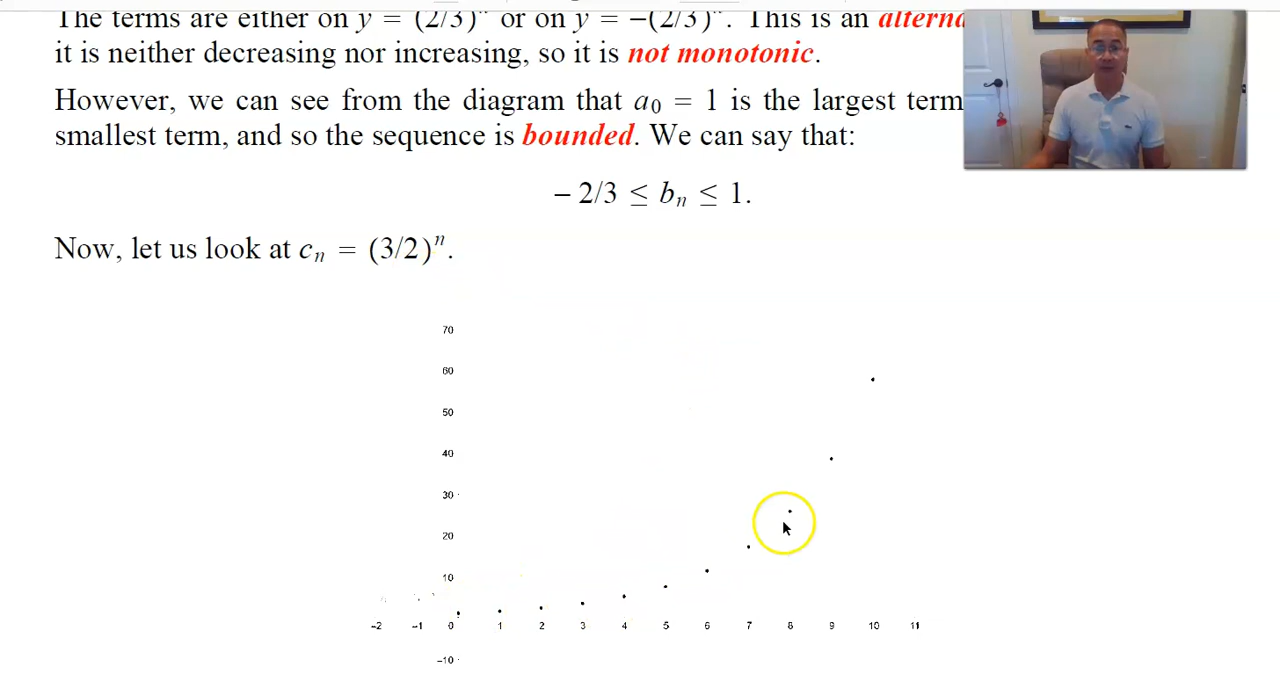 The terms are either on y = (2/3)ⁿ or on y = −(2/3)ⁿ. This is an alterna
it is neither decreasing nor increasing, so it is not monotonic.
However, we can see from the diagram that a₀ = 1 is the largest term
smallest term, and so the sequence is bounded. We can say that:
− 2/3 ≤ bₙ ≤ 1.
Now, let us look at cₙ = (3/2)ⁿ.
70
60
50
40
30
20
10
−2 −1 0 1 2 3 4 5 6 7 8 9 10 11
−10